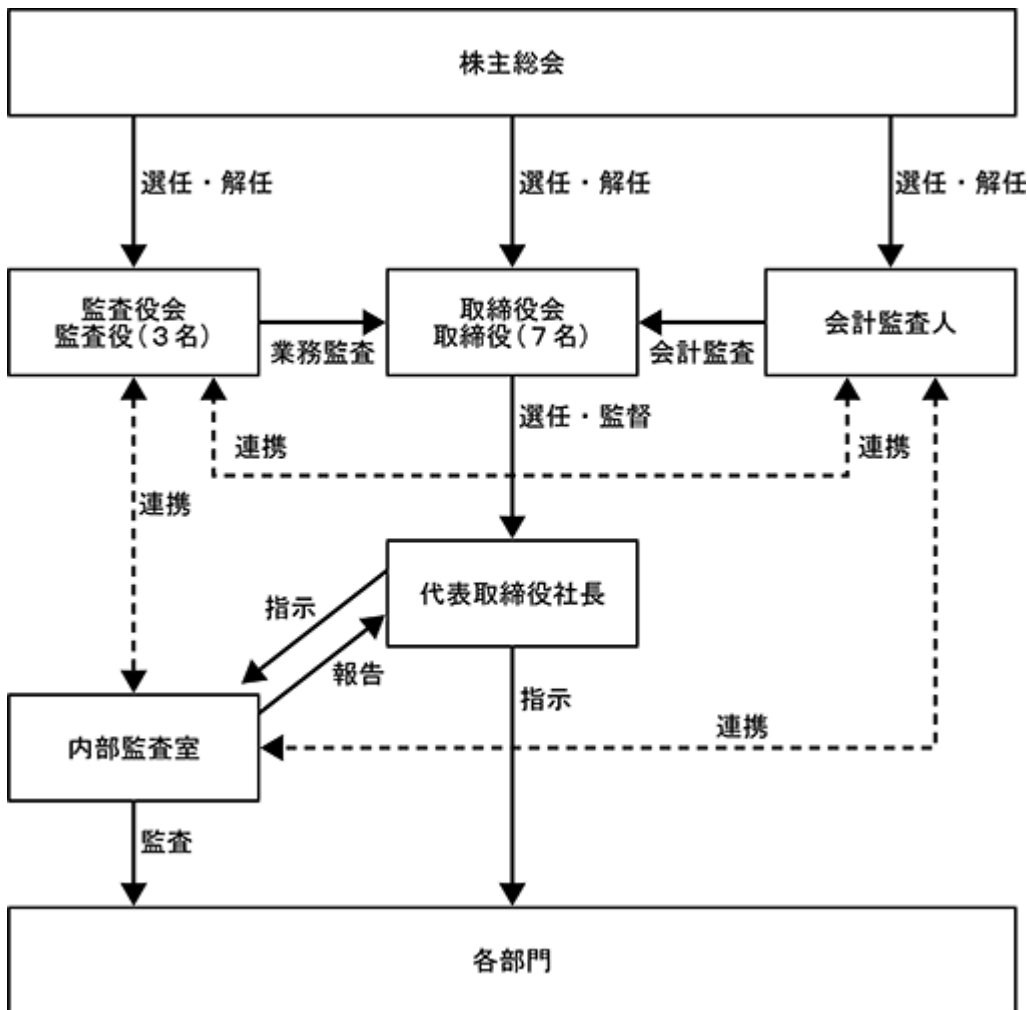 株主総会
選任・解任
選任・解任
選任・解任
監査役会
監査役(3名)
業務監査
取締役会
取締役(7名)
会計監査
会計監査人
選任・監督
連携
連携
連携
代表取締役社長
指示
報告
指示
連携
内部監査室
監査
各部門